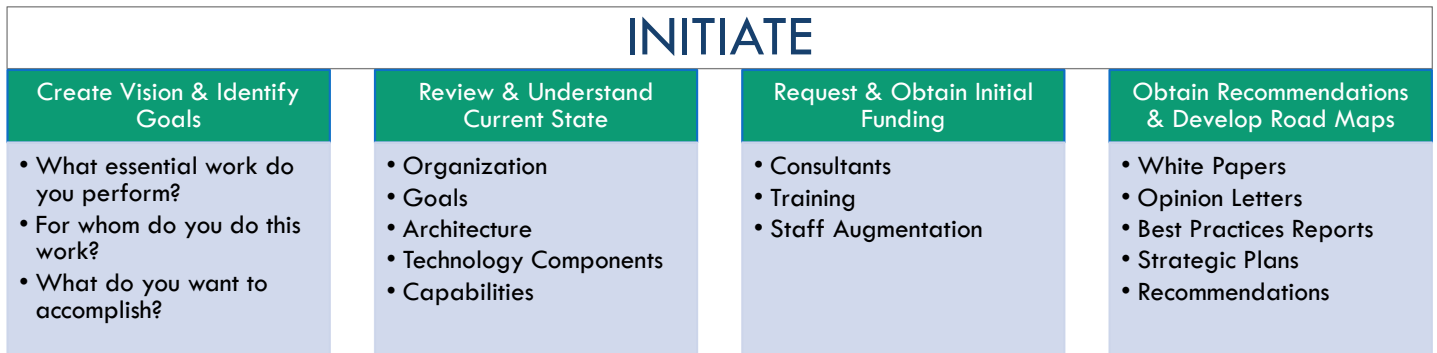 INITIATE
Create Vision & Identify
Goals
• What essential work do
you perform?
• For whom do you do this
work?
• What do you want to
accomplish?
Review & Understand
Current State
• Organization
• Goals
• Architecture
• Technology Components
• Capabilities
Request & Obtain Initial
Funding
• Consultants
• Training
• Staff Augmentation
Obtain Recommendations
& Develop Road Maps
• White Papers
• Opinion Letters
• Best Practices Reports
• Strategic Plans
• Recommendations